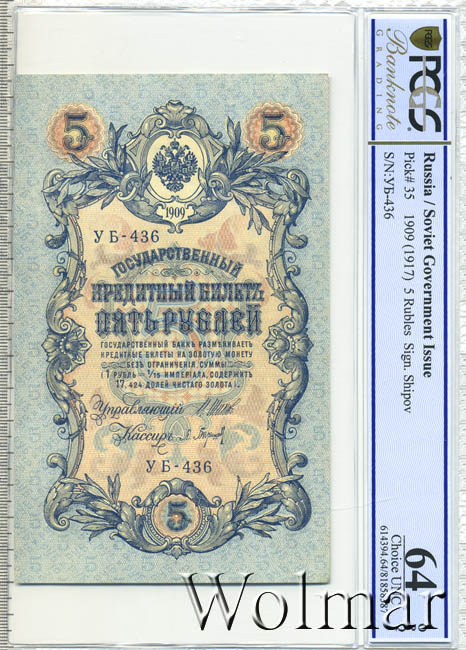 5 5
1909
УБ-436
ГОСУДАРСТВЕННЫЙ
КРЕДИТНЫЙ БИЛЕТЪ
ПЯТЬ РУБЛЕЙ
ГОСУДАРСТВЕННЫЙ БАНКЪ РАЗМѢНИВАЕТЪ
КРЕДИТНЫЕ БИЛЕТЫ НА ЗОЛОТУЮ МОНЕТУ
БЕЗЪ ОГРАНИЧЕНІЯ СУММЫ
(1 РУБЛЬ = 1/15 ИМПЕРІАЛА, СОДЕРЖИТЪ
17,424 ДОЛЕЙ ЧИСТАГО ЗОЛОТА).
Управляющій
Кассиръ
УБ-436
5
PCGS
PCGS
Banknote
GRADING
Russia / Soviet Government Issue
Pick# 35 1909 (1917) 5 Rubles Sign. Shipov
S/N:УБ-436
64
Choice UNC
Wolmar